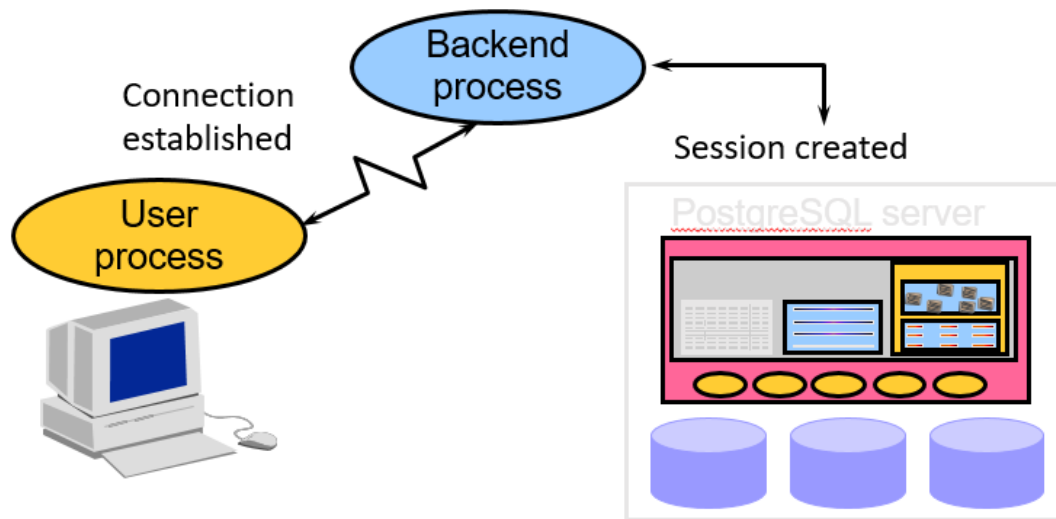 Backend
process
Connection
established
Session created
User
process
PostgreSQL server